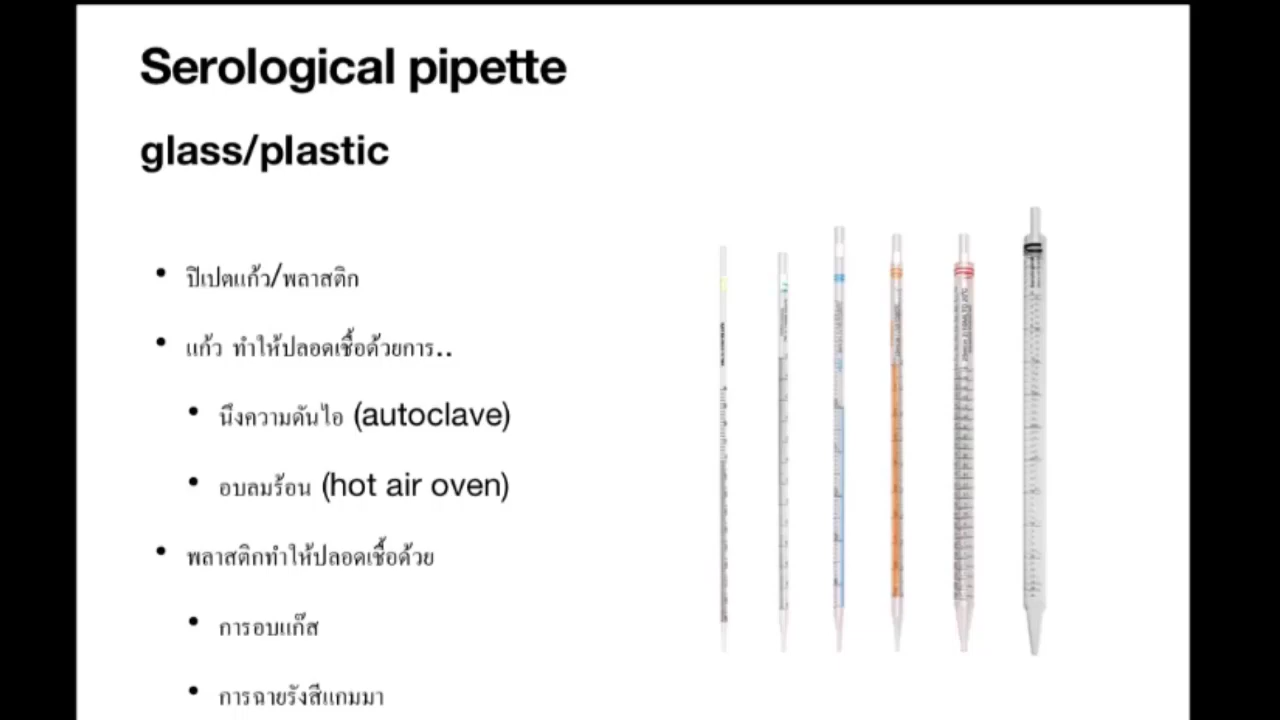 Serological pipette
glass/plastic
• ปิเปตแก้ว/พลาสติก
• แก้ว ทำให้ปลอดเชื้อด้วยการ..
• นึ่งความดันไอ (autoclave)
• อบลมร้อน (hot air oven)
• พลาสติกทำให้ปลอดเชื้อด้วย
• การอบแก๊ส
• การฉายรังสีแกมมา